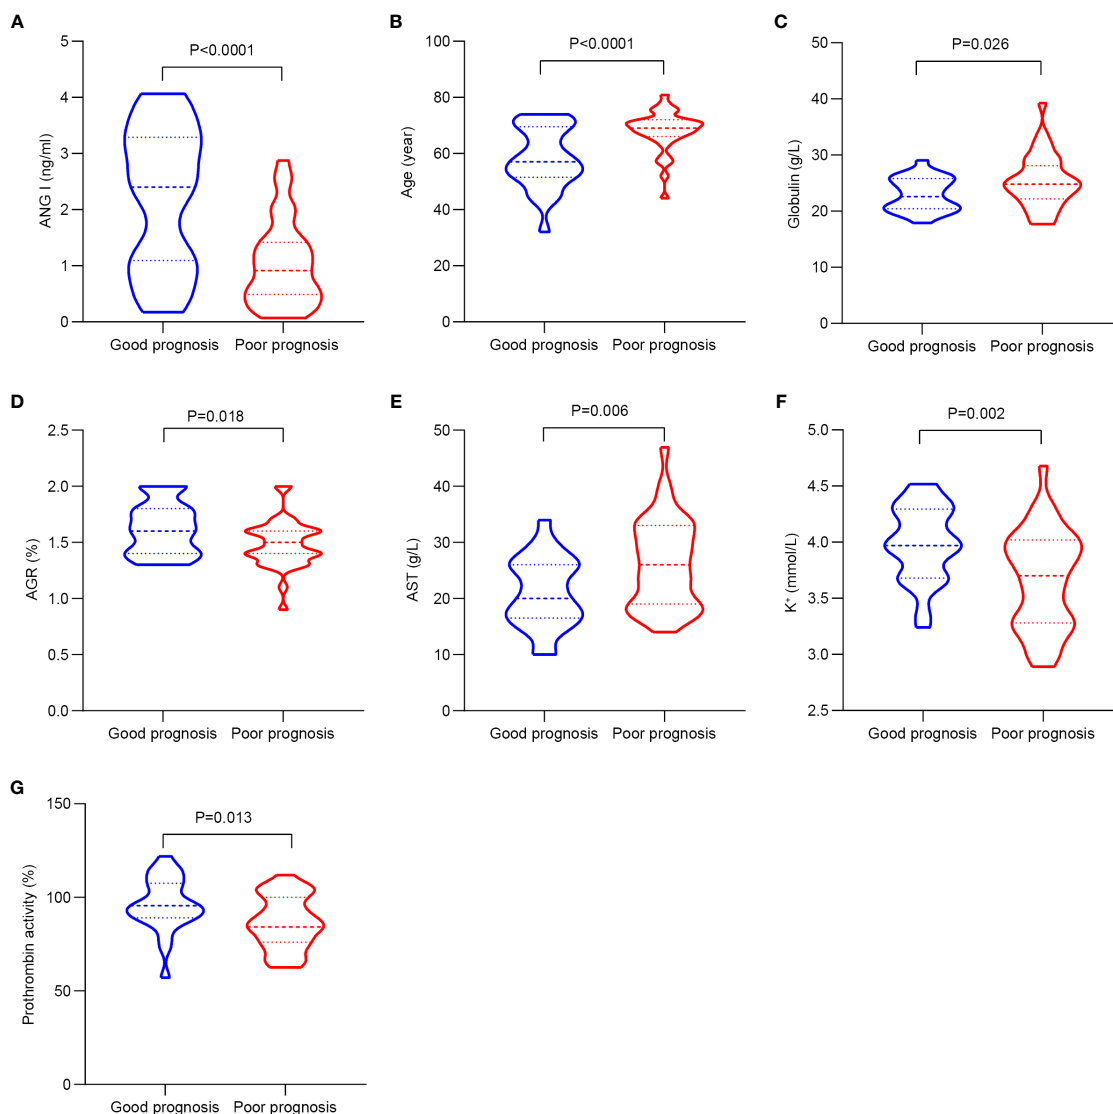 A
P<0.0001
5
4
3
2
1
0
ANG I (ng/ml)
Good prognosis Poor prognosis
B
P<0.0001
100
80
60
40
20
0
Age (year)
Good prognosis Poor prognosis
C
P=0.026
50
40
30
20
10
0
Globulin (g/L)
Good prognosis Poor prognosis
D
P=0.018
2.5
2.0
1.5
1.0
0.5
0.0
AGR (%)
Good prognosis Poor prognosis
E
P=0.006
50
40
30
20
10
0
AST (g/L)
Good prognosis Poor prognosis
F
P=0.002
5.0
4.5
4.0
3.5
3.0
2.5
K⁺ (mmol/L)
Good prognosis Poor prognosis
G
P=0.013
150
100
50
0
Prothrombin activity (%)
Good prognosis Poor prognosis